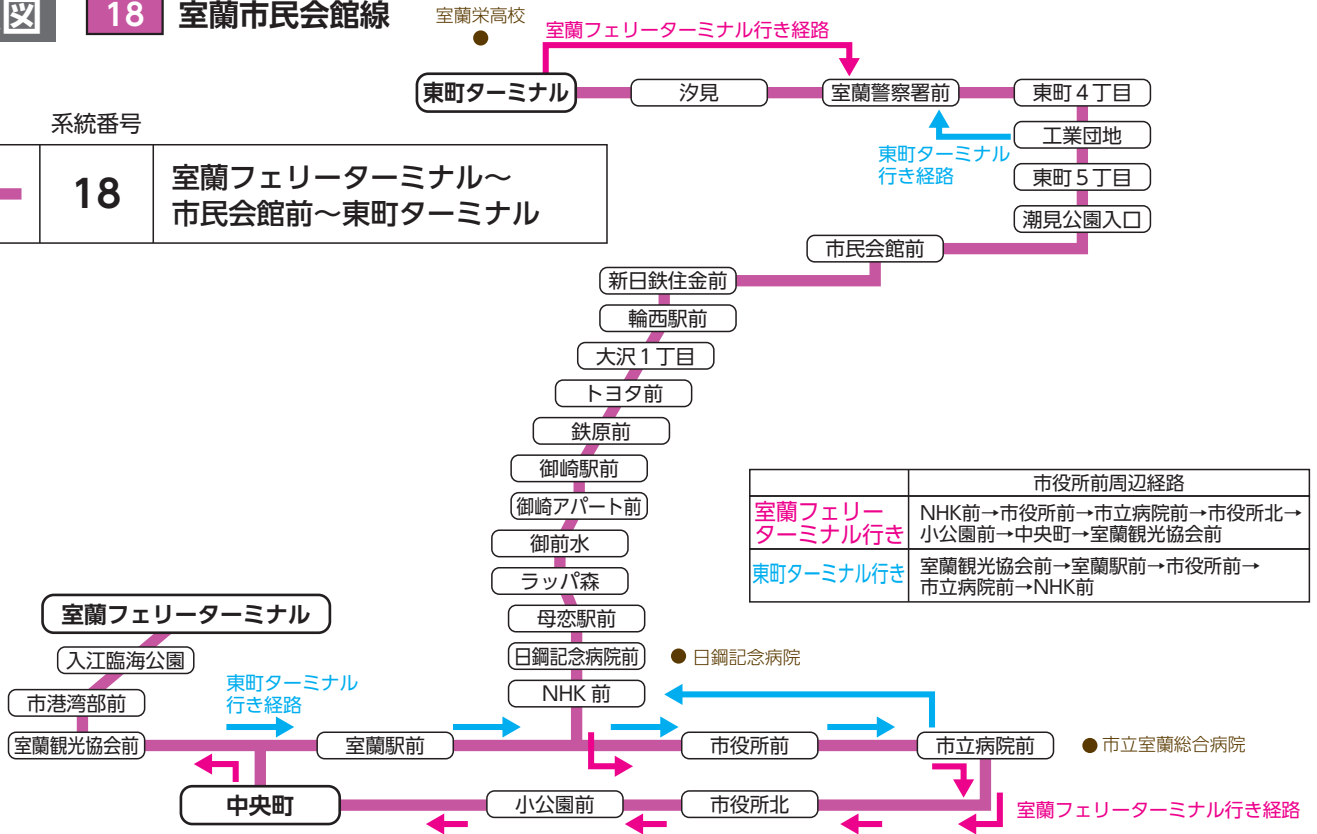 図
18
室蘭市民会館線
室蘭栄高校
室蘭フェリーターミナル行き経路
東町ターミナル
汐見
室蘭警察署前
東町4丁目
工業団地
東町ターミナル
行き経路
東町5丁目
潮見公園入口
系統番号
18
室蘭フェリーターミナル～
市民会館前～東町ターミナル
市民会館前
新日鉄住金前
輪西駅前
大沢1丁目
トヨタ前
鉄原前
御崎駅前
御崎アパート前
御前水
ラッパ森
母恋駅前
日鋼記念病院前
日鋼記念病院
NHK 前
市役所前周辺経路
室蘭フェリー
ターミナル行き
NHK前→市役所前→市立病院前→市役所北→
小公園前→中央町→室蘭観光協会前
東町ターミナル行き
室蘭観光協会前→室蘭駅前→市役所前→
市立病院前→NHK前
室蘭フェリーターミナル
入江臨海公園
市港湾部前
東町ターミナル
行き経路
室蘭観光協会前
室蘭駅前
市役所前
市立病院前
市立室蘭総合病院
中央町
小公園前
市役所北
室蘭フェリーターミナル行き経路